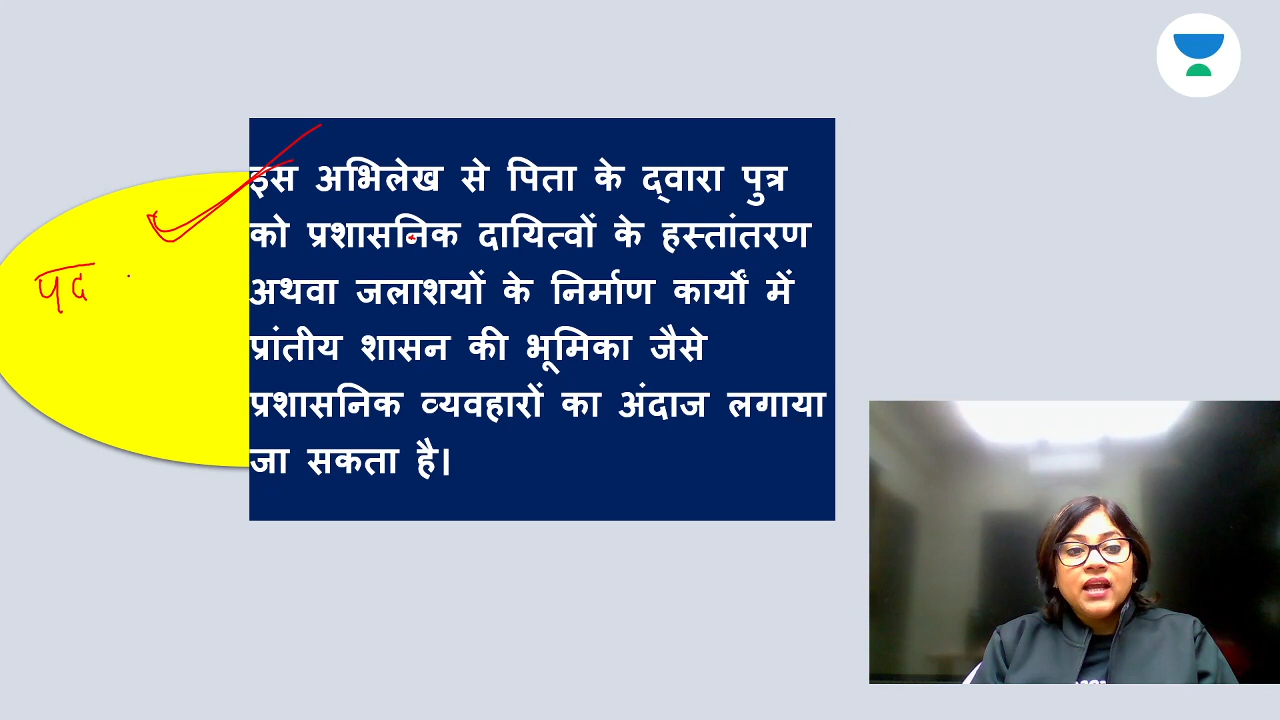 इस अभिलेख से पिता के द्वारा पुत्र
को प्रशासनिक दायित्वों के हस्तांतरण
अथवा जलाशयों के निर्माण कार्यों में
प्रांतीय शासन की भूमिका जैसे
प्रशासनिक व्यवहारों का अंदाज लगाया
जा सकता है।
पद